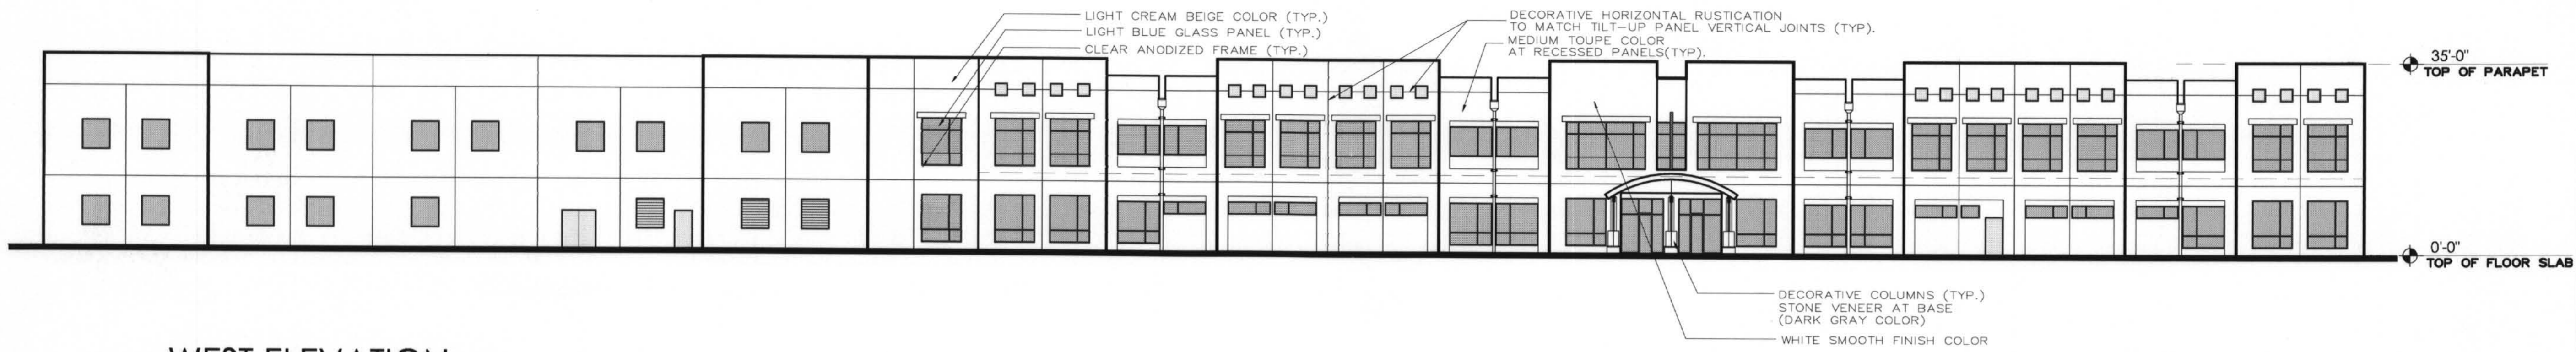 LIGHT CREAM BEIGE COLOR (TYP.)
LIGHT BLUE GLASS PANEL (TYP.)
CLEAR ANODIZED FRAME (TYP.)
DECORATIVE HORIZONTAL RUSTICATION
TO MATCH TILT-UP PANEL VERTICAL JOINTS (TYP).
MEDIUM TOUPE COLOR
AT RECESSED PANELS(TYP).
35'-0"
TOP OF PARAPET
0'-0"
TOP OF FLOOR SLAB
DECORATIVE COLUMNS (TYP.)
STONE VENEER AT BASE
(DARK GRAY COLOR)
WHITE SMOOTH FINISH COLOR
WEST ELEVATION